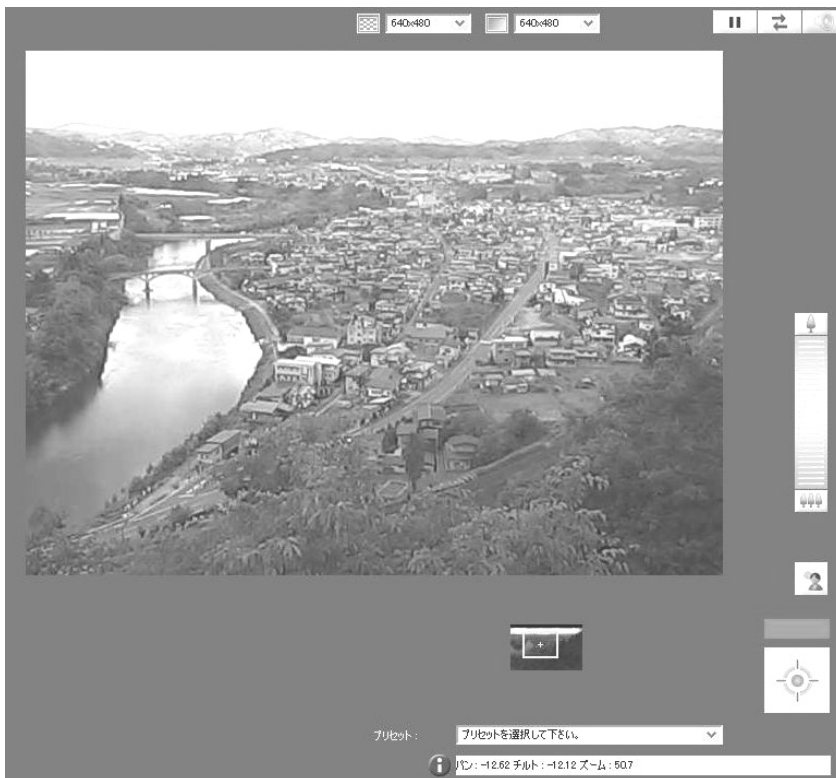 640x480
640x480
プリセット :
プリセットを選択して下さい。
パン : -12.62 チルト : -12.12 ズーム : 50.7